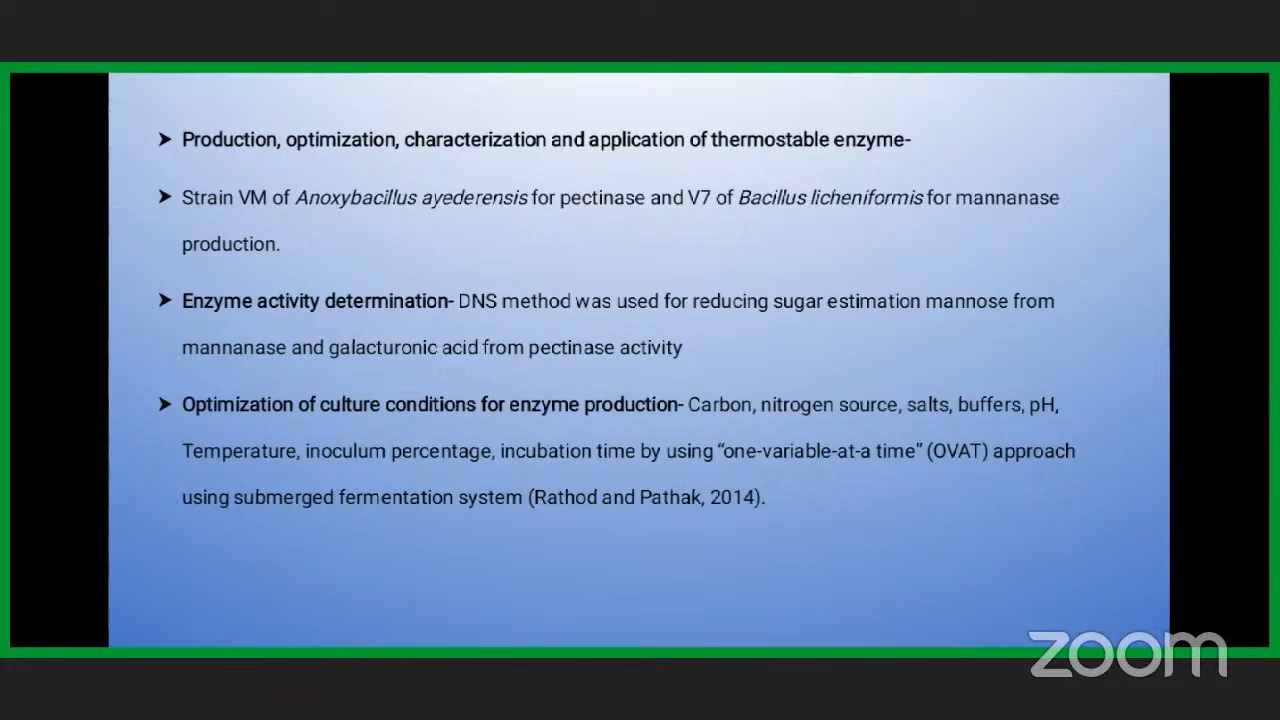 ➤ Production, optimization, characterization and application of thermostable enzyme-
➤ Strain VM of Anoxybacillus ayederensis for pectinase and V7 of Bacillus licheniformis for mannanase
production.
➤ Enzyme activity determination- DNS method was used for reducing sugar estimation mannose from
mannanase and galacturonic acid from pectinase activity
➤ Optimization of culture conditions for enzyme production- Carbon, nitrogen source, salts, buffers, pH,
Temperature, inoculum percentage, incubation time by using “one-variable-at-a time” (OVAT) approach
using submerged fermentation system (Rathod and Pathak, 2014).
zoom